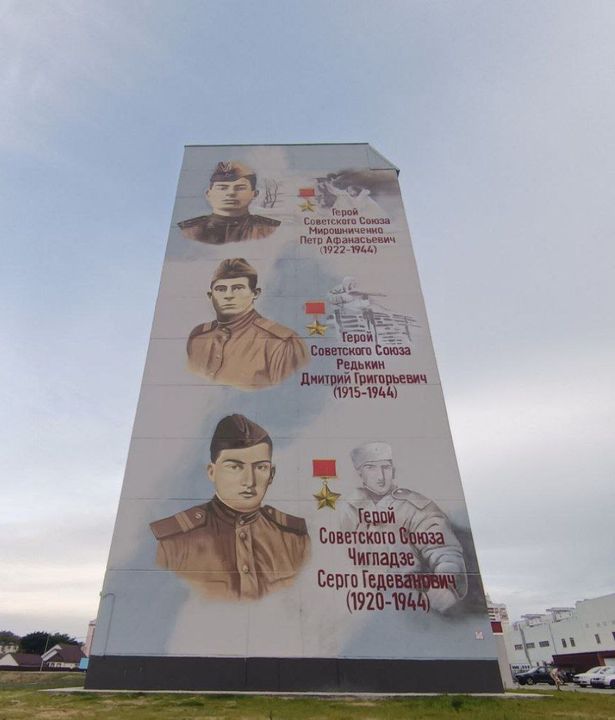 Герой
Советского Союза
Мирошниченко
Петр Афанасьевич
(1922-1944)
Герой
Советского Союза
Редькин
Дмитрий Григорьевич
(1915-1944)
Герой
Советского Союза
Чигладзе
Серго Гедеванович
(1920-1944)